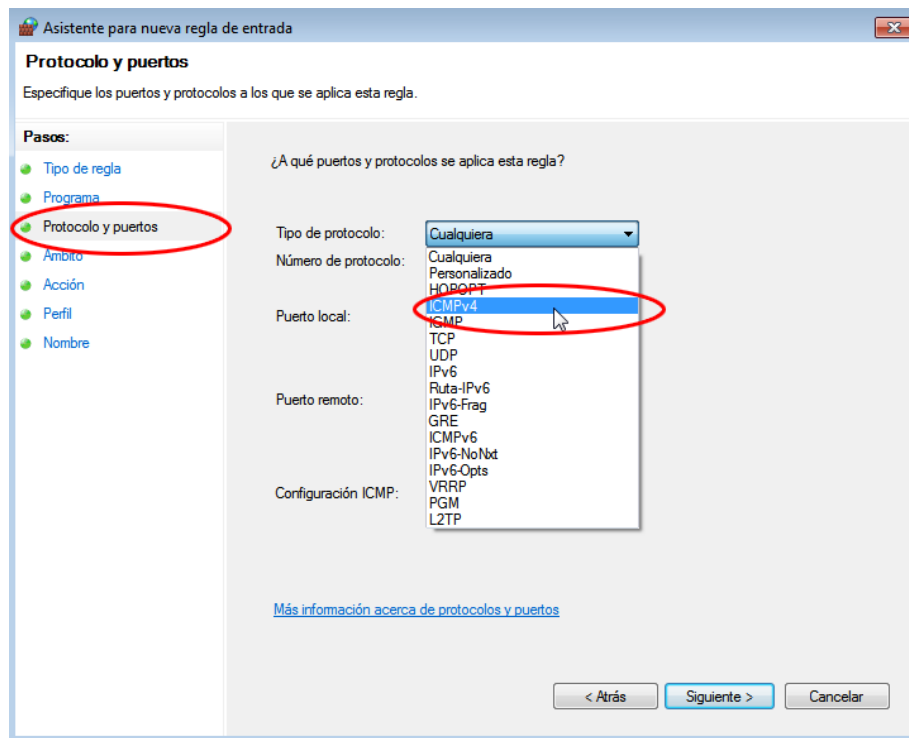 Asistente para nueva regla de entrada
Protocolo y puertos
Especifique los puertos y protocolos a los que se aplica esta regla.
Pasos:
Tipo de regla
Programa
Protocolo y puertos
Ámbito
Acción
Perfil
Nombre
¿A qué puertos y protocolos se aplica esta regla?
Tipo de protocolo:
Cualquiera
Número de protocolo:
Puerto local:
Puerto remoto:
Configuración ICMP:
Cualquiera
Personalizado
HOPOPT
ICMPv4
IGMP
TCP
UDP
IPv6
Ruta-IPv6
IPv6-Frag
GRE
ICMPv6
IPv6-NoNxt
IPv6-Opts
VRRP
PGM
L2TP
Más información acerca de protocolos y puertos
< Atrás
Siguiente >
Cancelar